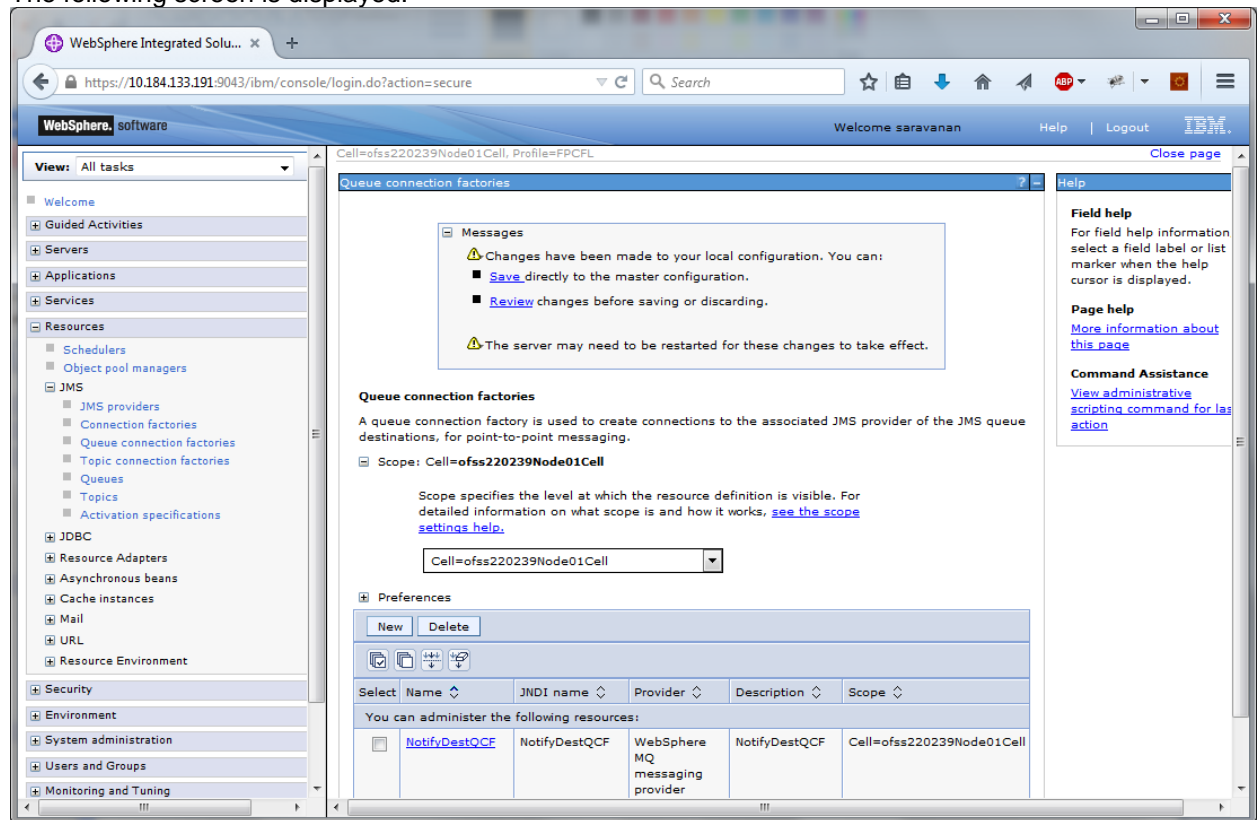 The following screen is displayed:
WebSphere Integrated Solu...
https://10.184.133.191:9043/ibm/console/login.do?action=secure
Search
ABP
WebSphere. software
Welcome saravanan
Help | Logout
IBM.
View: All tasks
Welcome
Guided Activities
Servers
Applications
Services
Resources
Schedulers
Object pool managers
JMS
JMS providers
Connection factories
Queue connection factories
Topic connection factories
Queues
Topics
Activation specifications
JDBC
Resource Adapters
Asynchronous beans
Cache instances
Mail
URL
Resource Environment
Security
Environment
System administration
Users and Groups
Monitoring and Tuning
Cell=ofss220239Node01Cell, Profile=FPCFL
Close page
Queue connection factories
? -
Messages
Changes have been made to your local configuration. You can:
Save directly to the master configuration.
Review changes before saving or discarding.
The server may need to be restarted for these changes to take effect.
Queue connection factories
A queue connection factory is used to create connections to the associated JMS provider of the JMS queue
destinations, for point-to-point messaging.
Scope: Cell=ofss220239Node01Cell
Scope specifies the level at which the resource definition is visible. For
detailed information on what scope is and how it works, see the scope
settings help.
Cell=ofss220239Node01Cell
Preferences
New Delete
Select Name JNDI name Provider Description Scope
You can administer the following resources:
NotifyDestQCF NotifyDestQCF WebSphere NotifyDestQCF Cell=ofss220239Node01Cell
MQ
messaging
provider
Help
Field help
For field help information
select a field label or list
marker when the help
cursor is displayed.
Page help
More information about
this page
Command Assistance
View administrative
scripting command for las
action